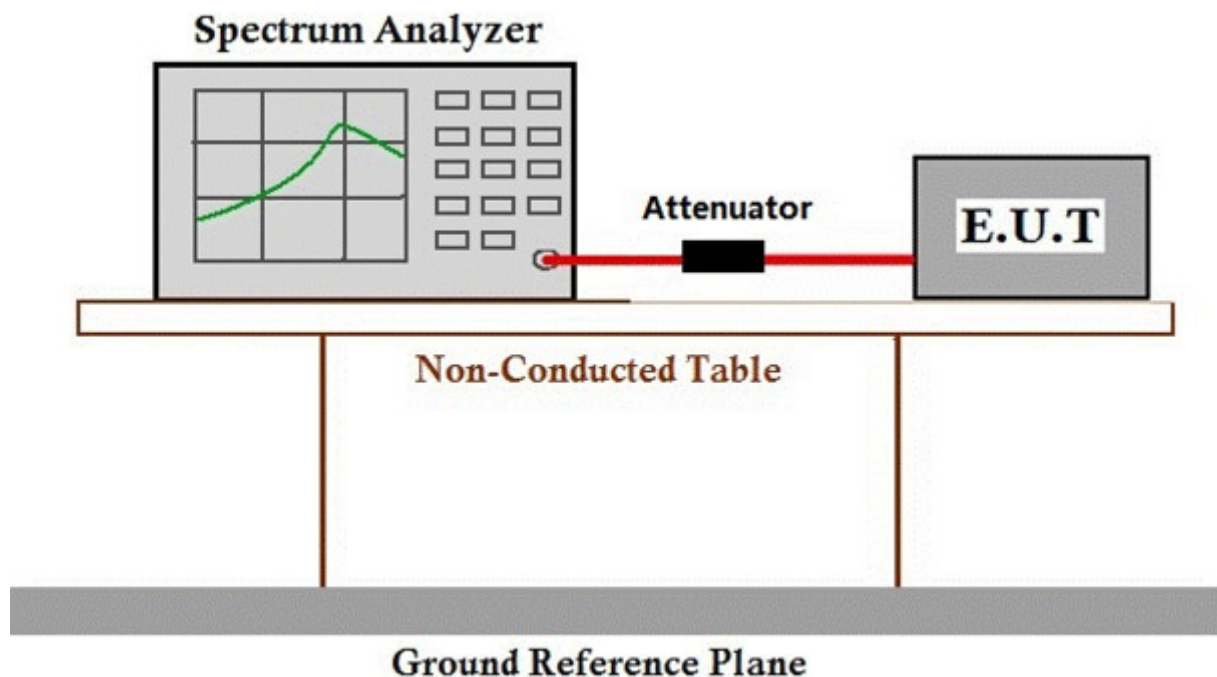 Spectrum Analyzer
Attenuator
E.U.T
Non-Conducted Table
Ground Reference Plane